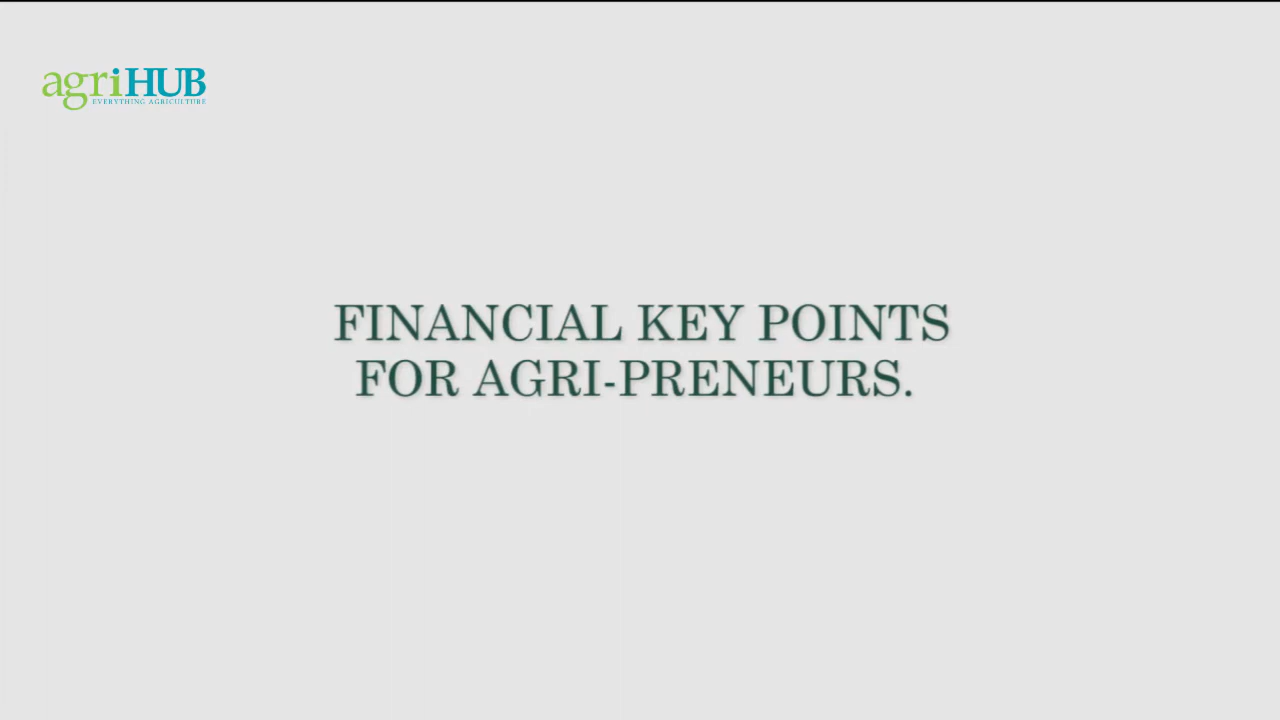 agriHUB
EVERYTHING AGRICULTURE
FINANCIAL KEY POINTS
FOR AGRI-PRENEURS.